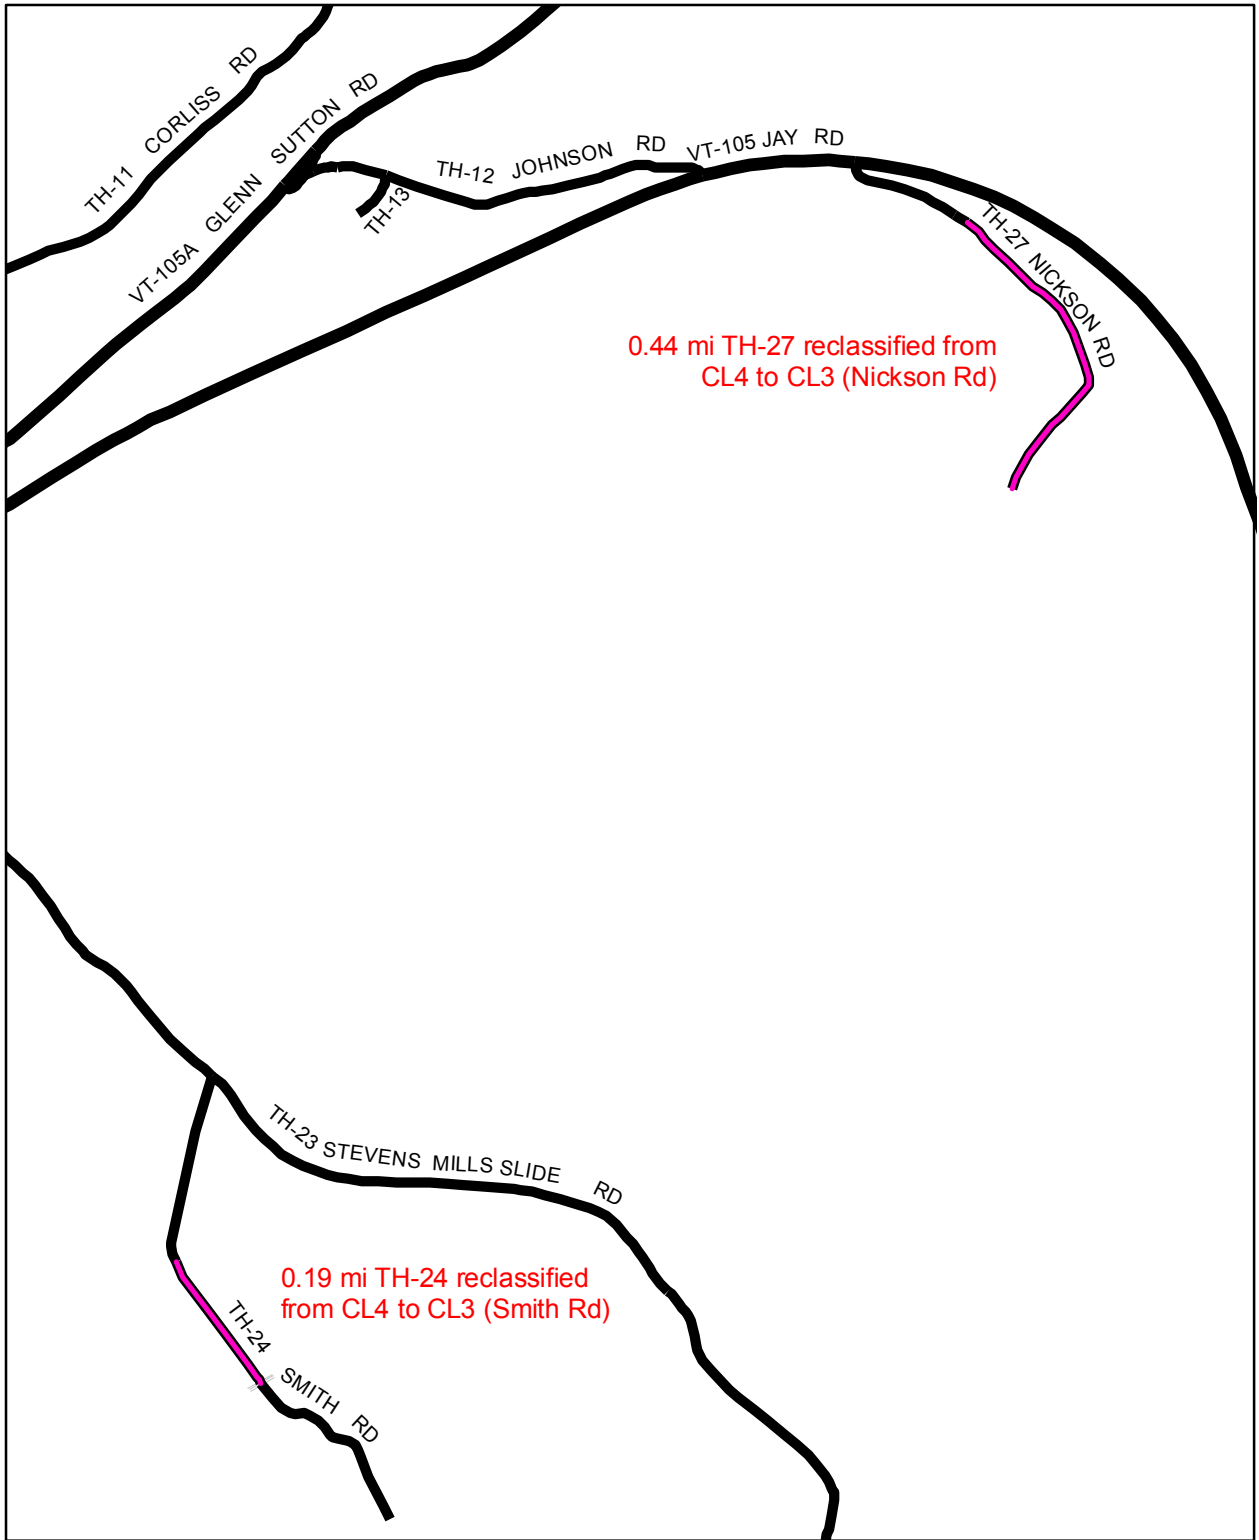 TH-11 CORLISS RD
VT-105A GLENN SUTTON RD
TH-12 JOHNSON RD
TH-13
VT-105 JAY RD
TH-27 NICKSON RD
0.44 mi TH-27 reclassified from
CL4 to CL3 (Nickson Rd)
TH-23 STEVENS MILLS SLIDE RD
0.19 mi TH-24 reclassified
from CL4 to CL3 (Smith Rd)
TH-24 SMITH RD